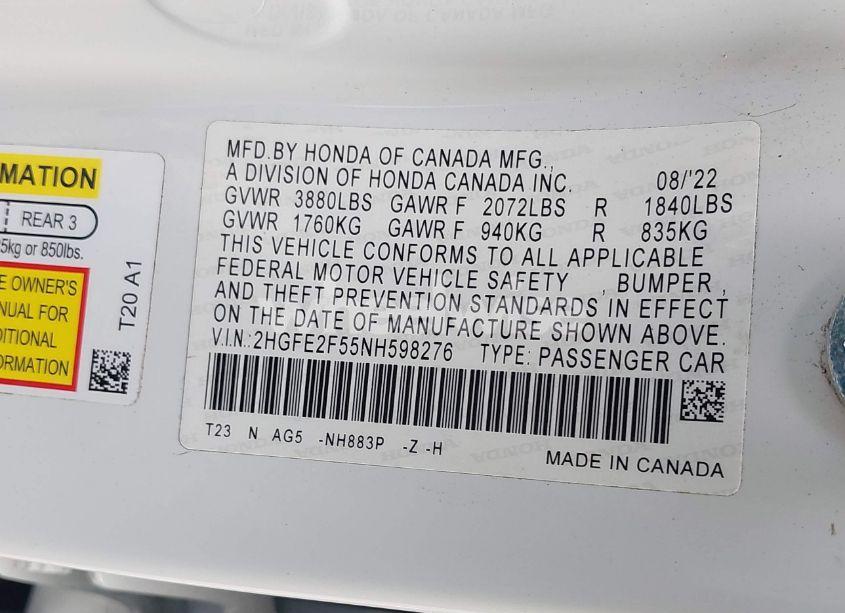 MATION
REAR 3
5kg or 850lbs.
E OWNER'S
NUAL FOR
DITIONAL
FORMATION
T20 A1
MFD.BY HONDA OF CANADA MFG.,
A DIVISION OF HONDA CANADA INC. 08/'22
GVWR 3880LBS GAWR F 2072LBS R 1840LBS
GVWR 1760KG GAWR F 940KG R 835KG
THIS VEHICLE CONFORMS TO ALL APPLICABLE
FEDERAL MOTOR VEHICLE SAFETY , BUMPER ,
AND THEFT PREVENTION STANDARDS IN EFFECT
ON THE DATE OF MANUFACTURE SHOWN ABOVE.
V.I.N.:2HGFE2F55NH598276 TYPE: PASSENGER CAR
T23 N AG5 -NH883P -Z -H
MADE IN CANADA